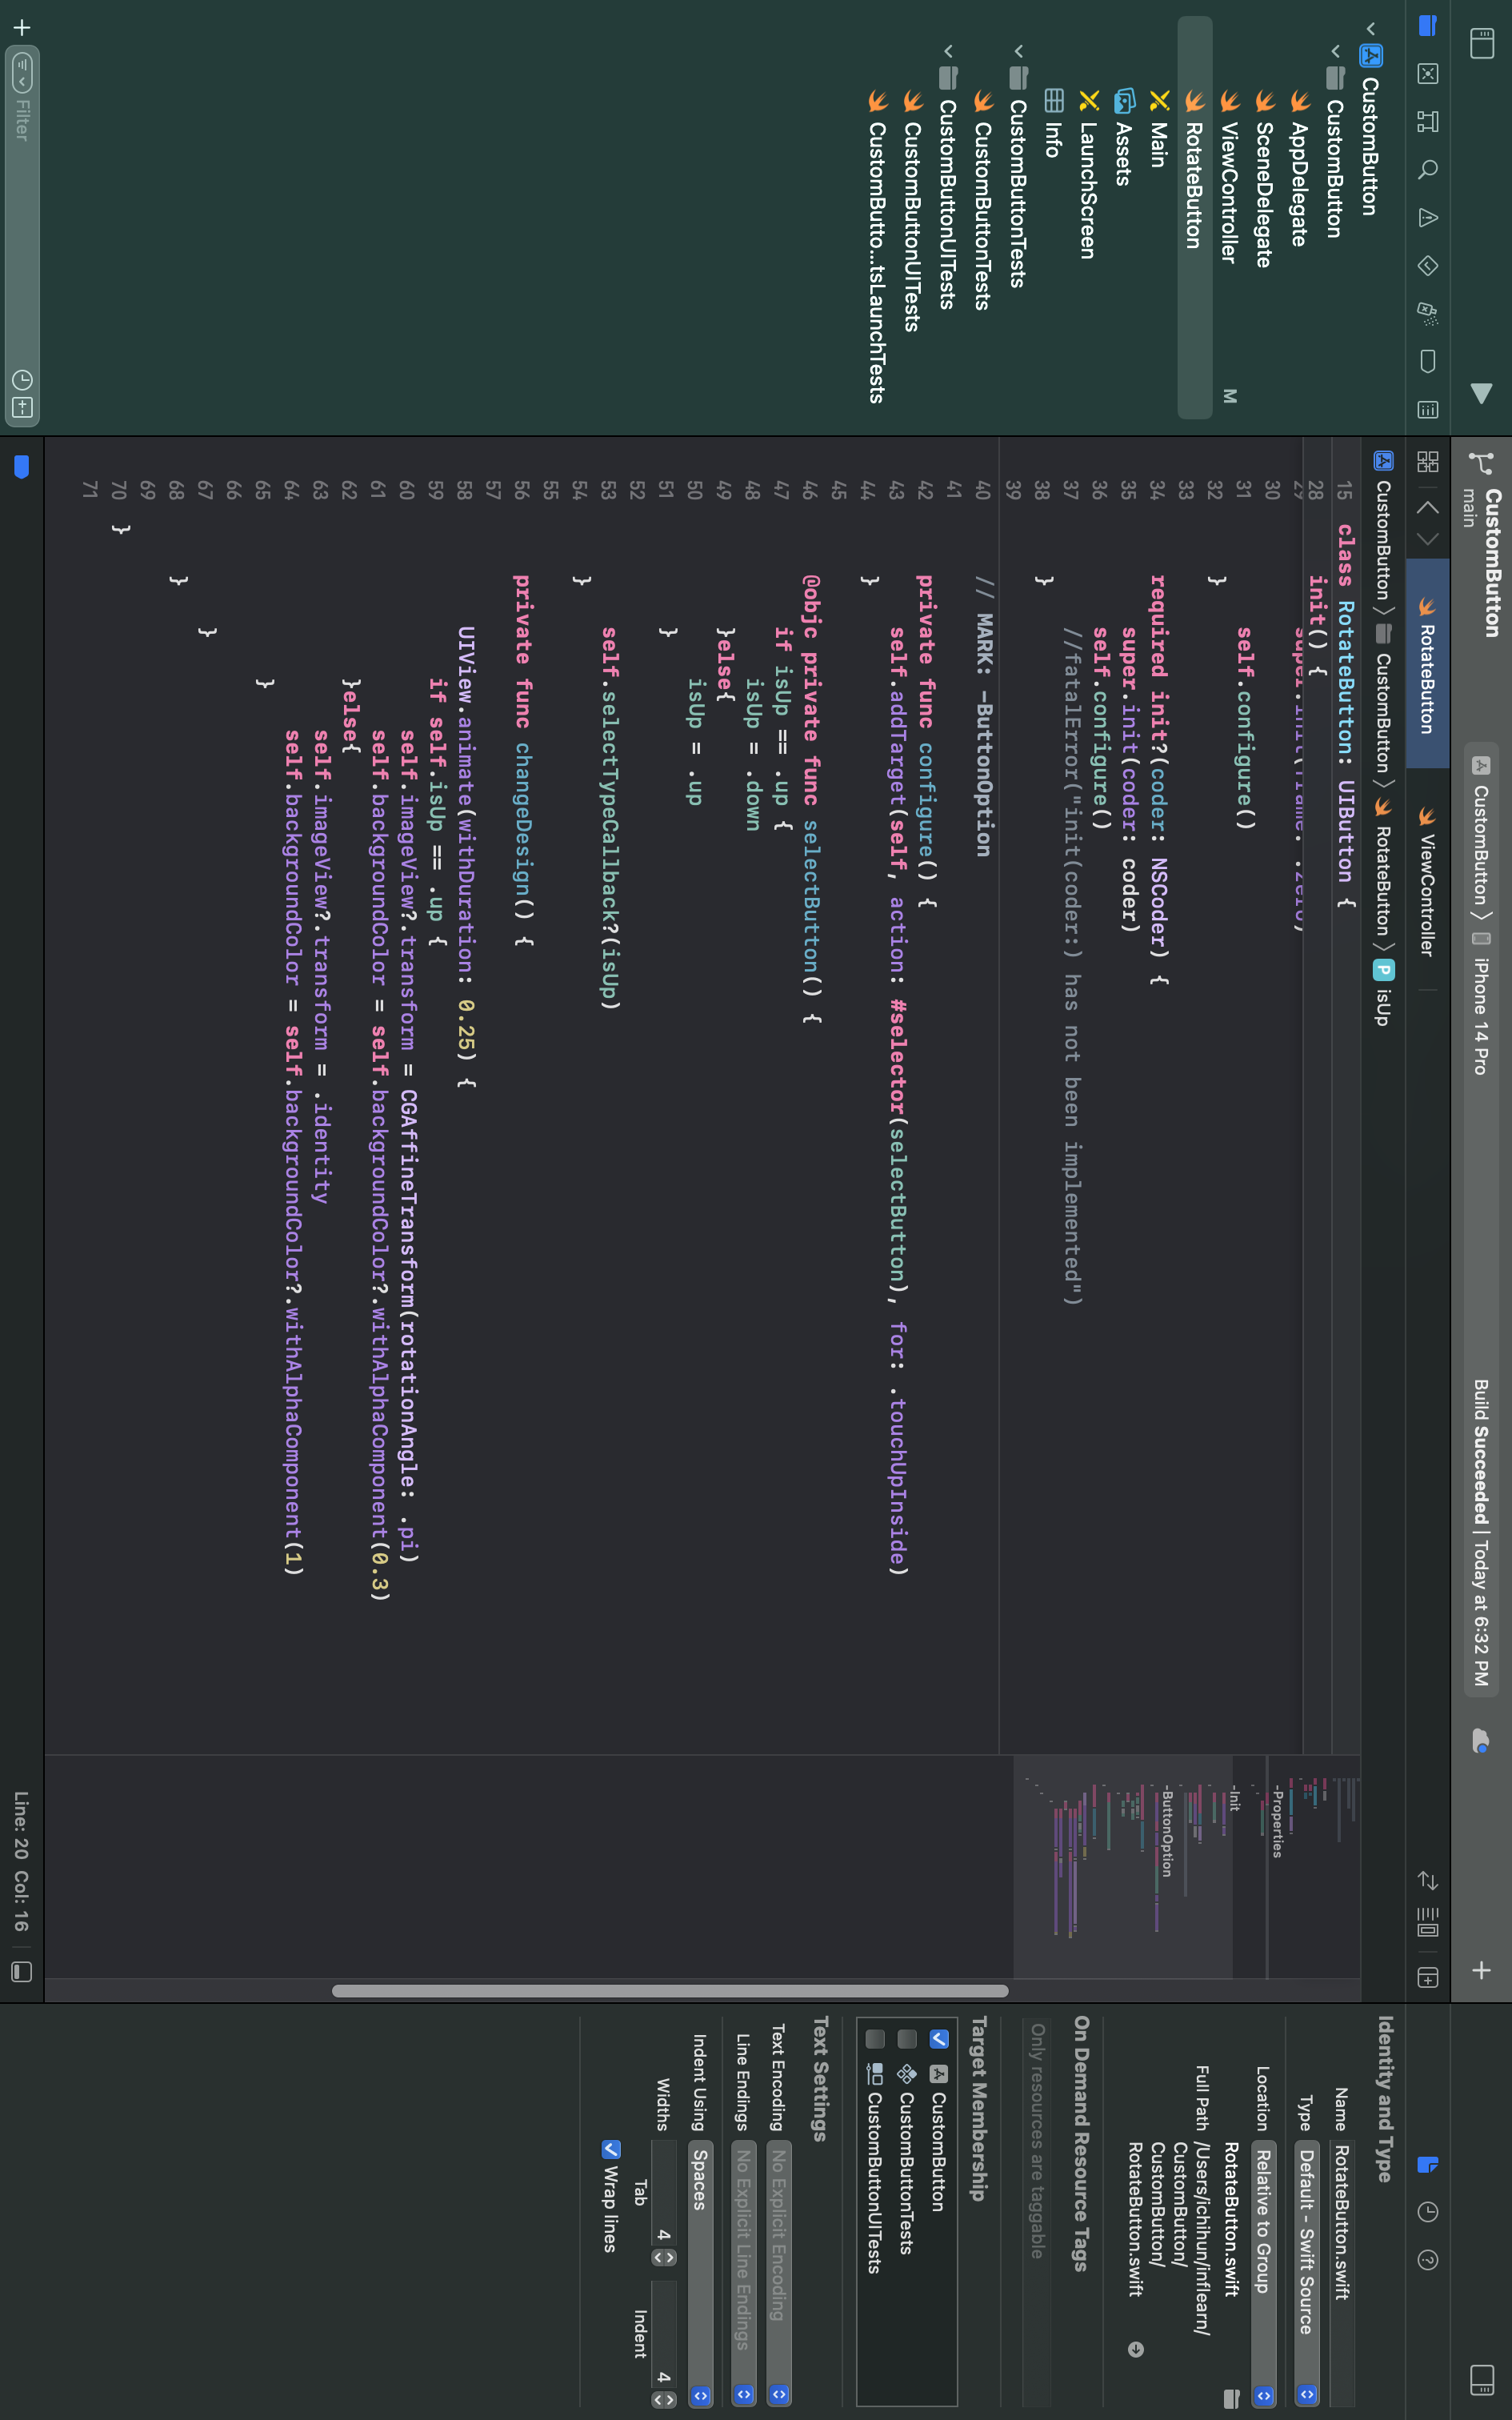 CustomButton
main
CustomButton
iPhone 14 Pro
Build Succeeded | Today at 6:32 PM
CustomButton
CustomButton
AppDelegate
SceneDelegate
ViewController
M
RotateButton
Main
Assets
LaunchScreen
Info
CustomButtonTests
CustomButtonTests
CustomButtonUITests
CustomButtonUITests
CustomButto...tsLaunchTests
Filter
RotateButton
ViewController
CustomButton
CustomButton
RotateButton
P isUp
15 class RotateButton: UIButton {
28 init() {
29 super.init(frame: .zero)
30
31 self.configure()
32 }
33
34 required init?(coder: NSCoder) {
35 super.init(coder: coder)
36 self.configure()
37 //fatalError("init(coder:) has not been implemented")
38 }
39
40 // MARK: -ButtonOption
41
42 private func configure() {
43 self.addTarget(self, action: #selector(selectButton), for: .touchUpInside)
44 }
45
46 @objc private func selectButton() {
47 if isUp == .up {
48 isUp = .down
49 }else{
50 isUp = .up
51 }
52
53 self.selectTypeCallback?(isUp)
54 }
55
56 private func changeDesign() {
57
58 UIView.animate(withDuration: 0.25) {
59 if self.isUp == .up {
60 self.imageView?.transform = CGAffineTransform(rotationAngle: .pi)
61 self.backgroundColor = self.backgroundColor?.withAlphaComponent(0.3)
62 }else{
63 self.imageView?.transform = .identity
64 self.backgroundColor = self.backgroundColor?.withAlphaComponent(1)
65 }
66
67 }
68 }
69
70 }
71
-Properties
-Init
-ButtonOption
Line: 20 Col: 16
Identity and Type
Name RotateButton.swift
Type Default - Swift Source
Location Relative to Group
RotateButton.swift
Full Path /Users/ichihun/inflearn/
CustomButton/
CustomButton/
RotateButton.swift
On Demand Resource Tags
Only resources are taggable
Target Membership
CustomButton
CustomButtonTests
CustomButtonUITests
Text Settings
Text Encoding No Explicit Encoding
Line Endings No Explicit Line Endings
Indent Using Spaces
Widths 4 4
Tab Indent
Wrap lines